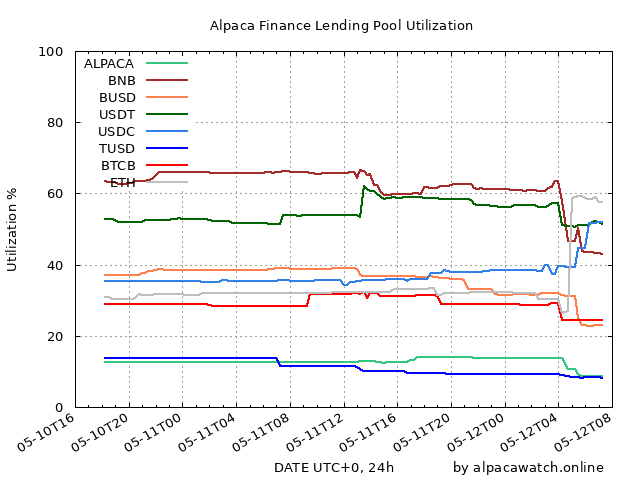 Alpaca Finance Lending Pool Utilization
Utilization %
100
80
60
40
20
0
ALPACA
BNB
BUSD
USDT
USDC
TUSD
BTCB
ETH
05-10T16
05-10T20
05-11T00
05-11T04
05-11T08
05-11T12
05-11T16
05-11T20
05-12T00
05-12T04
05-12T08
DATE UTC+0, 24h
by alpacawatch.online